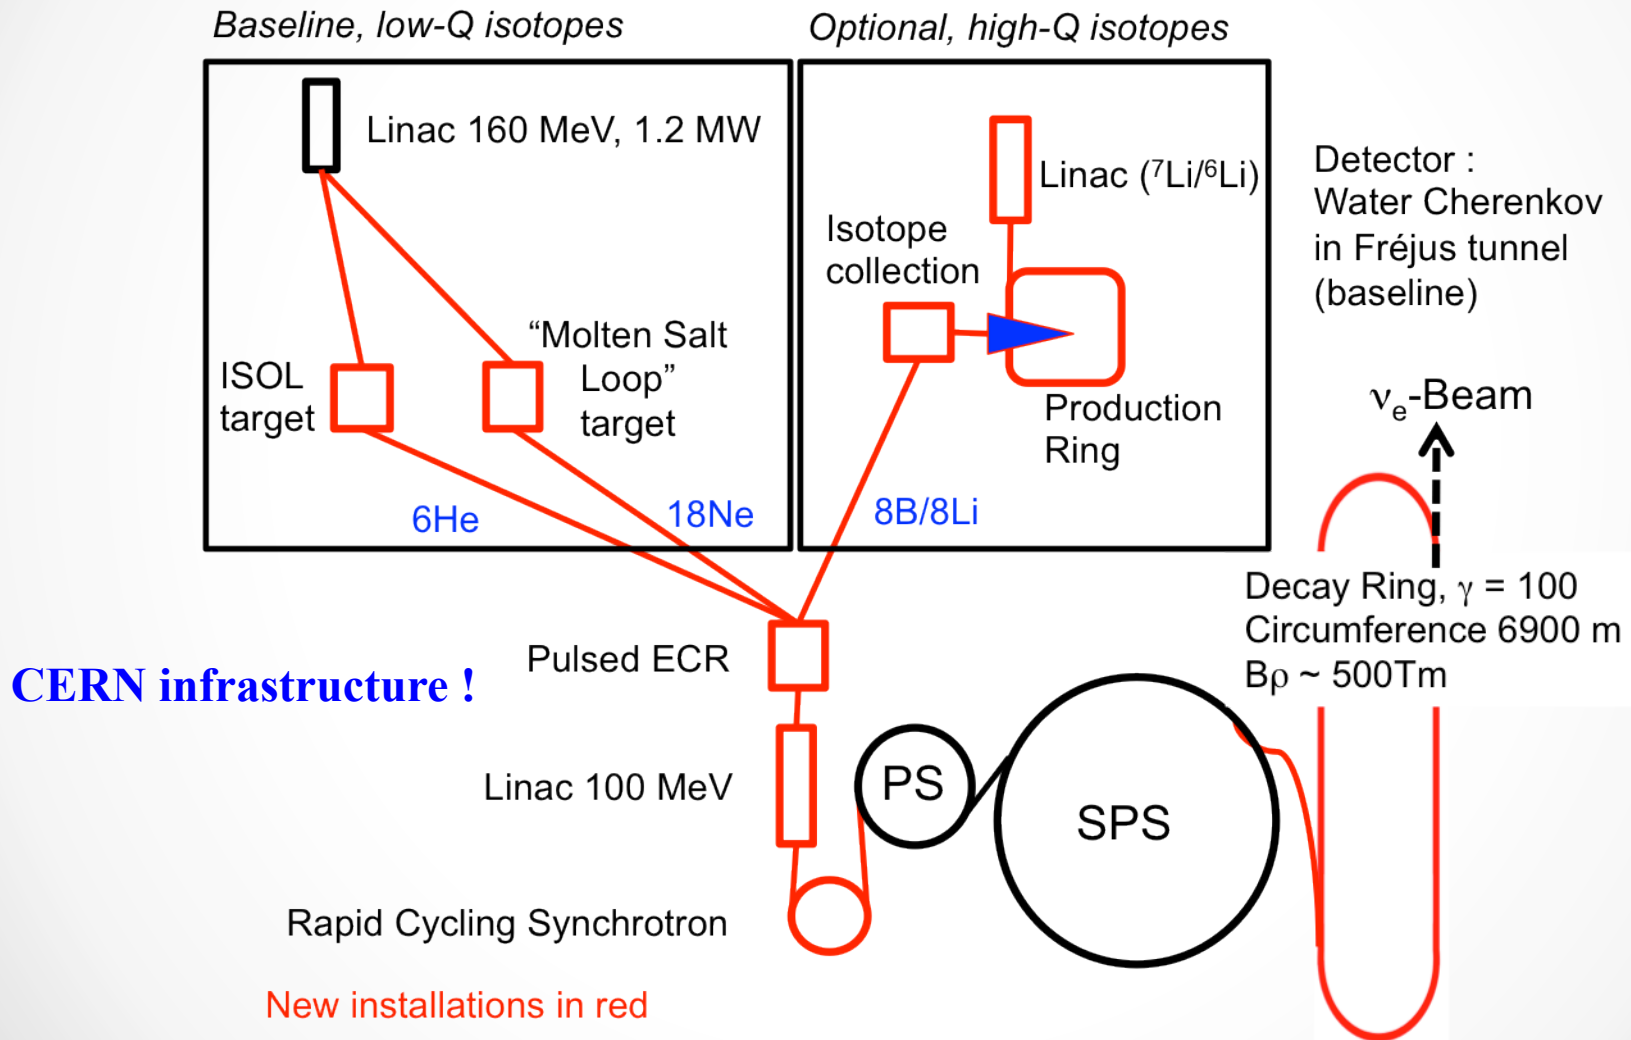 Baseline, low-Q isotopes
Optional, high-Q isotopes
Linac 160 MeV, 1.2 MW
Linac (⁷Li/⁶Li)
Isotope
collection
Detector :
Water Cherenkov
in Fréjus tunnel
(baseline)
ISOL
target
“Molten Salt
Loop”
target
Production
Ring
νₑ-Beam
6He
18Ne
8B/8Li
Decay Ring, γ = 100
Circumference 6900 m
Bρ ~ 500Tm
Pulsed ECR
CERN infrastructure !
Linac 100 MeV
PS
SPS
Rapid Cycling Synchrotron
New installations in red